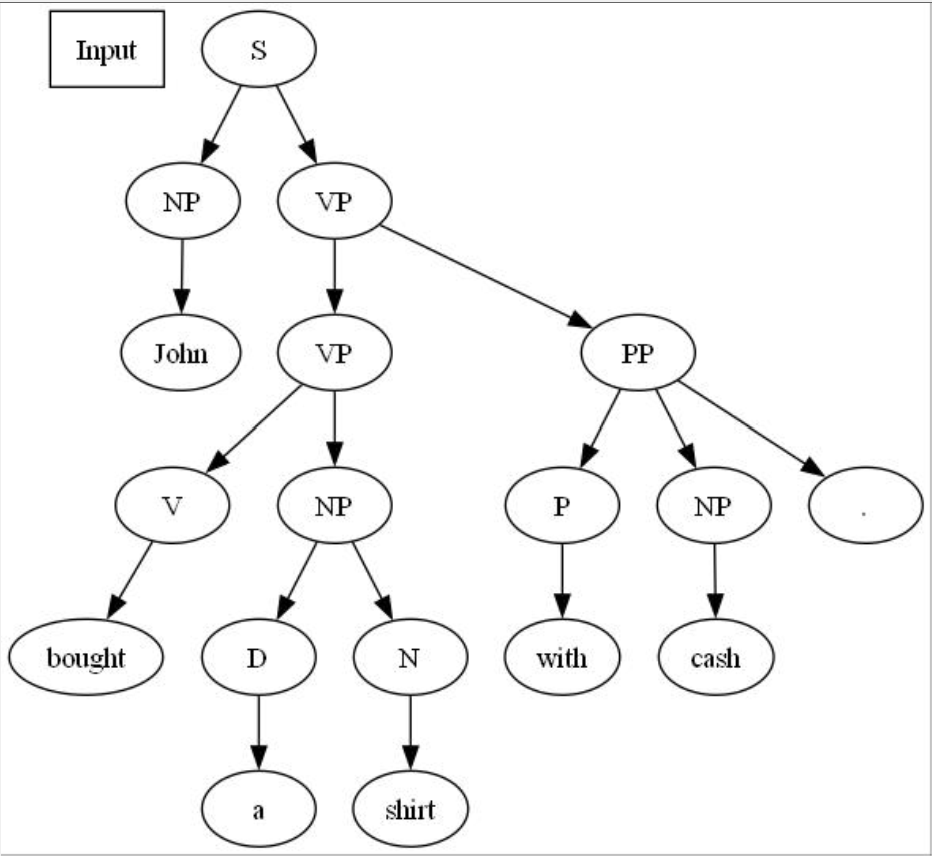 Input S
NP VP
John VP PP
V NP P NP .
bought D N with cash
a shirt